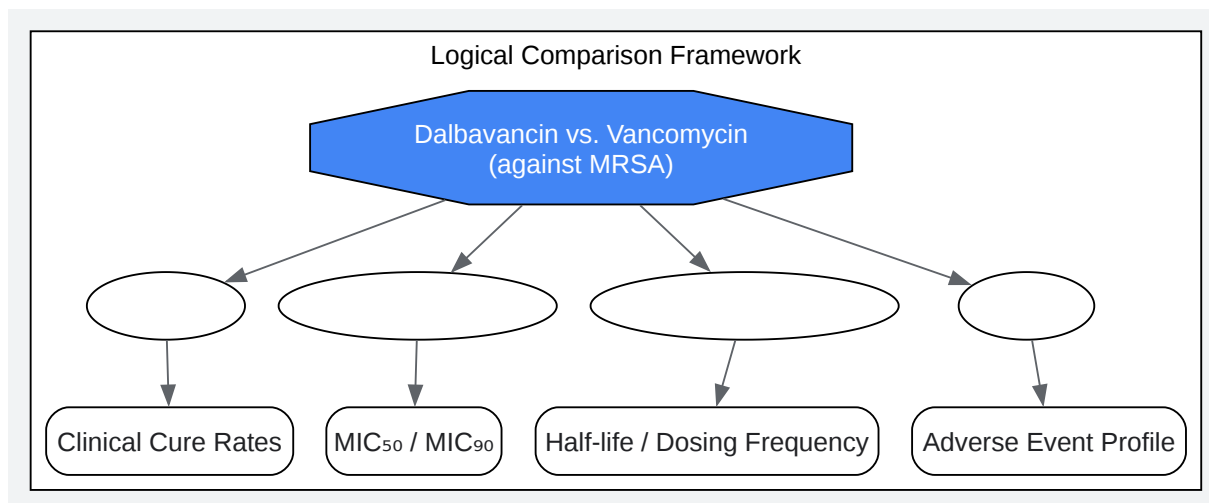 Logical Comparison Framework
Dalbavancin vs. Vancomycin
(against MRSA)
Clinical Cure Rates
MIC₅₀ / MIC₉₀
Half-life / Dosing Frequency
Adverse Event Profile